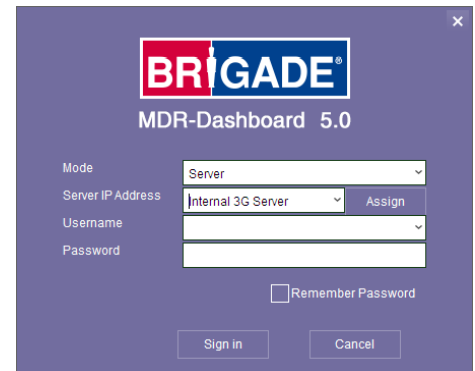 BRIGADE®
MDR-Dashboard 5.0
Mode
Server
Server IP Address
Internal 3G Server
Assign
Username
Password
Remember Password
Sign in
Cancel